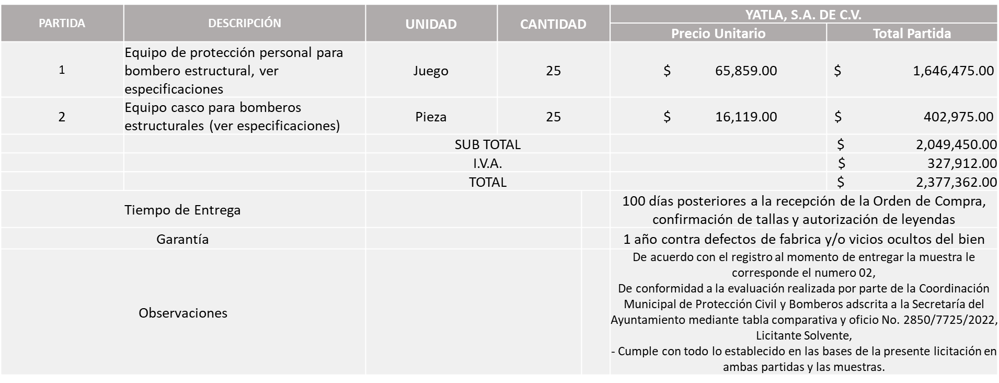 PARTIDA DESCRIPCIÓN UNIDAD CANTIDAD YATLA, S.A. DE C.V.
Precio Unitario Total Partida
Equipo de protección personal para
1 bombero estructural, ver Juego 25 $ 65,859.00 $ 1,646,475.00
especificaciones
Equipo casco para bomberos
2 estructurales (ver especificaciones) Pieza 25 $ 16,119.00 $ 402,975.00
SUB TOTAL $ 2,049,450.00
I.V.A. $ 327,912.00
TOTAL $ 2,377,362.00
Tiempo de Entrega 100 días posteriores a la recepción de la Orden de Compra,
confirmación de tallas y autorización de leyendas
Garantía 1 año contra defectos de fabrica y/o vicios ocultos del bien
Observaciones De acuerdo con el registro al momento de entregar la muestra le
corresponde el numero 02,
De conformidad a la evaluación realizada por parte de la Coordinación
Municipal de Protección Civil y Bomberos adscrita a la Secretaría del
Ayuntamiento mediante tabla comparativa y oficio No. 2850/7725/2022,
Licitante Solvente,
- Cumple con todo lo establecido en las bases de la presente licitación en
ambas partidas y las muestras.